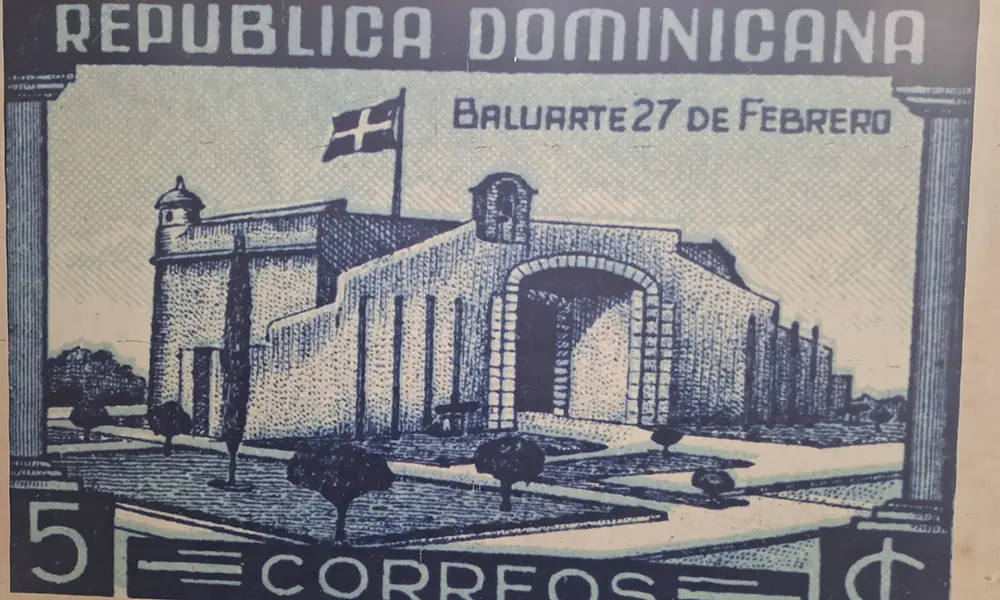 REPUBLICA DOMINICANA
BALUARTE 27 DE FEBRERO
5 CORREOS ¢